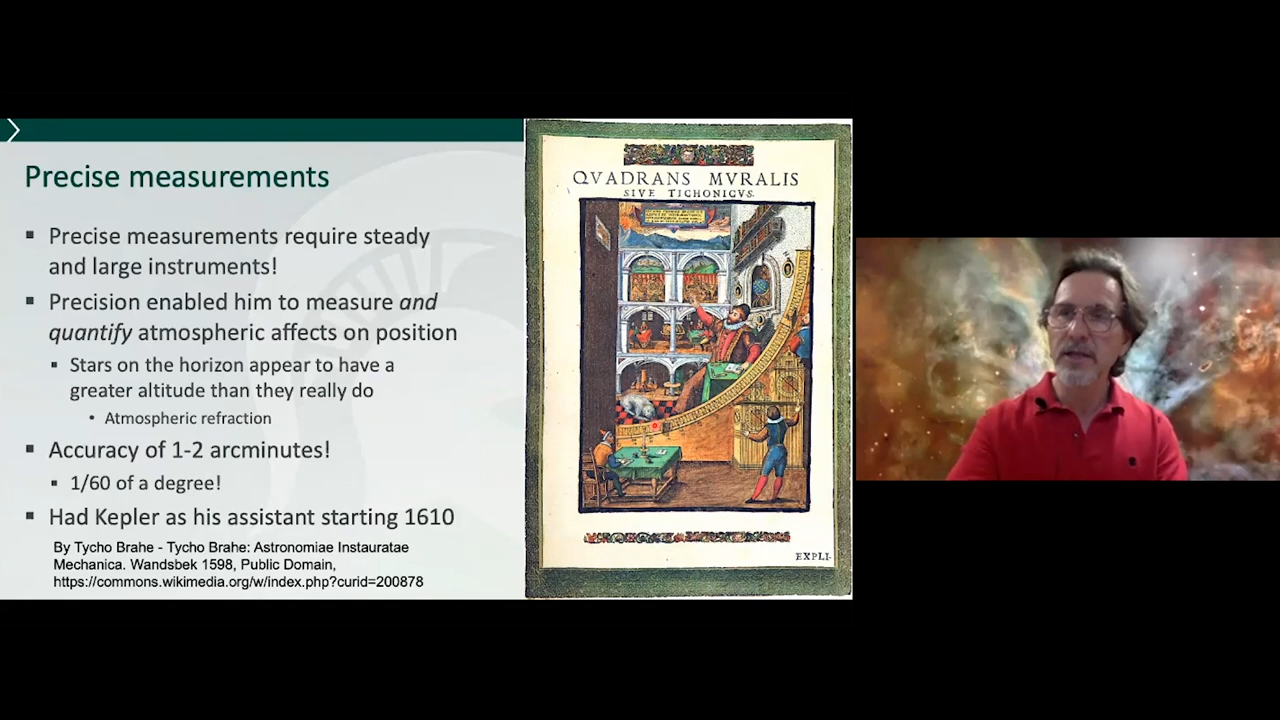 Precise measurements
▪ Precise measurements require steady
and large instruments!
▪ Precision enabled him to measure and
quantify atmospheric affects on position
▪ Stars on the horizon appear to have a
greater altitude than they really do
• Atmospheric refraction
▪ Accuracy of 1-2 arcminutes!
▪ 1/60 of a degree!
▪ Had Kepler as his assistant starting 1610
By Tycho Brahe - Tycho Brahe: Astronomiae Instauratae
Mechanica. Wandsbek 1598, Public Domain,
https://commons.wikimedia.org/w/index.php?curid=200878
QVADRANS MVRALIS
SIVE TICHONICVS.
EXPLI-